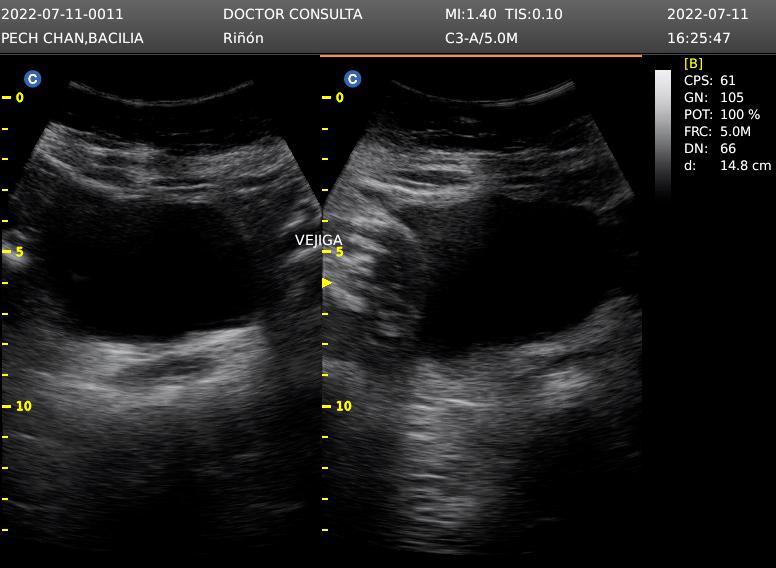 2022-07-11-0011 DOCTOR CONSULTA MI:1.40 TIS:0.10 2022-07-11
PECH CHAN,BACILIA Riñón C3-A/5.0M 16:25:47
[B]
CPS: 61
GN: 105
POT: 100 %
FRC: 5.0M
DN: 66
d: 14.8 cm
C C
0 0
VEJIGA
5 5
10 10